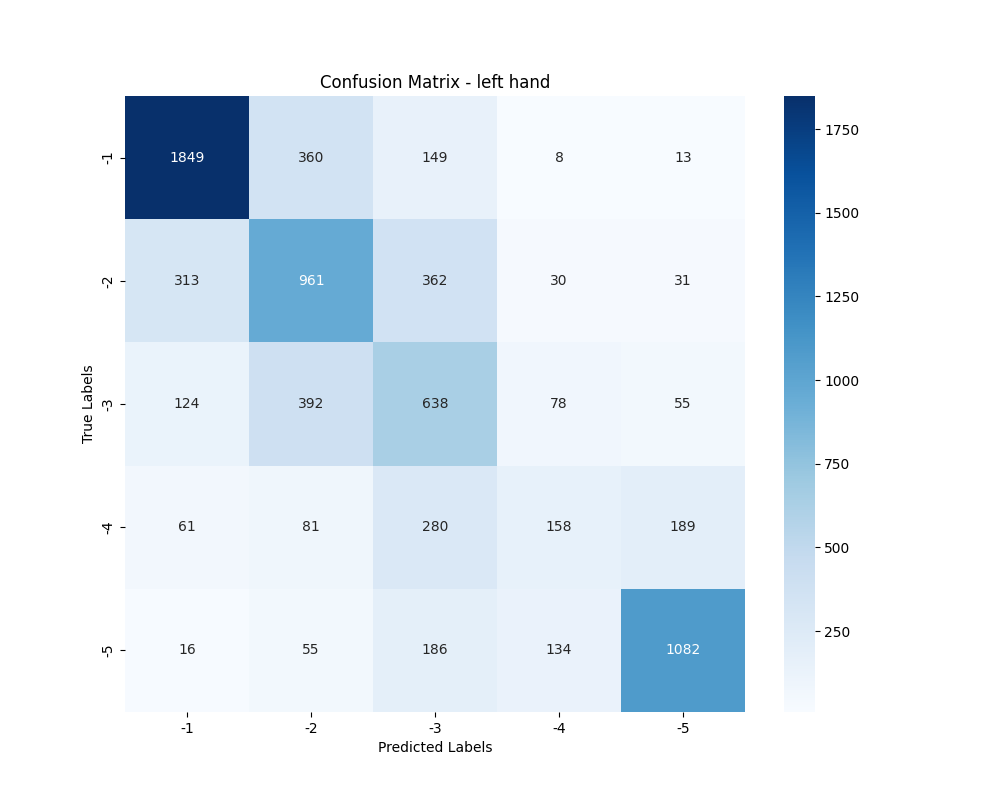 Confusion Matrix - left hand
True Labels
-1 1849 360 149 8 13
-2 313 961 362 30 31
-3 124 392 638 78 55
-4 61 81 280 158 189
-5 16 55 186 134 1082
-1 -2 -3 -4 -5
Predicted Labels
1750
1500
1250
1000
750
500
250